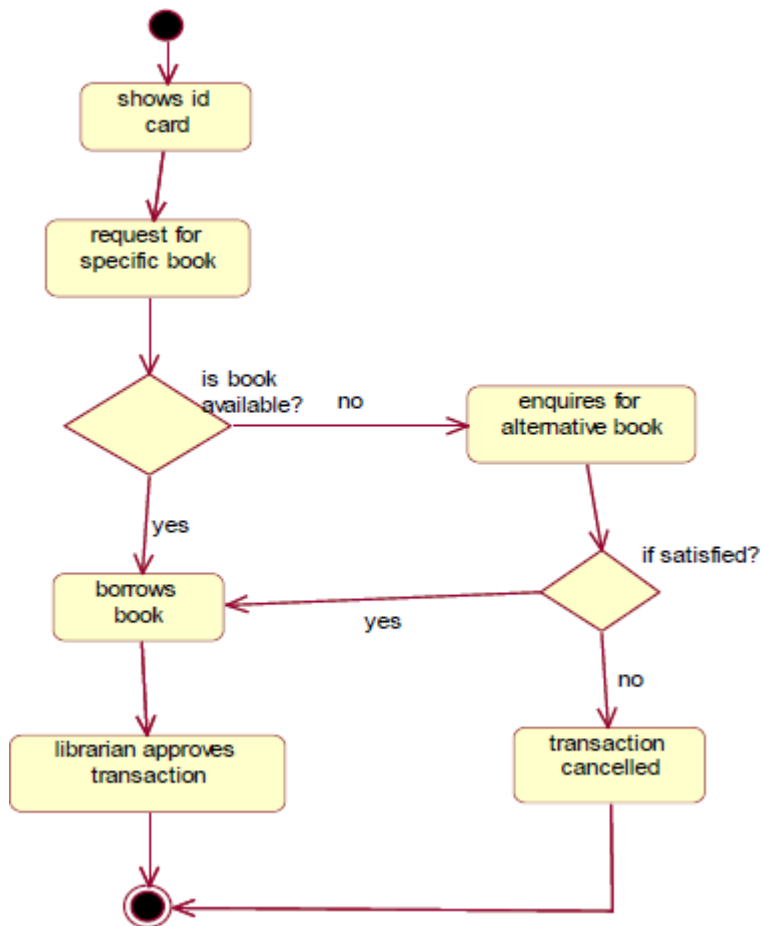 shows id
card
request for
specific book
is book
available?
no
enquires for
alternative book
yes
if satisfied?
borrows
book
yes
no
librarian approves
transaction
transaction
cancelled